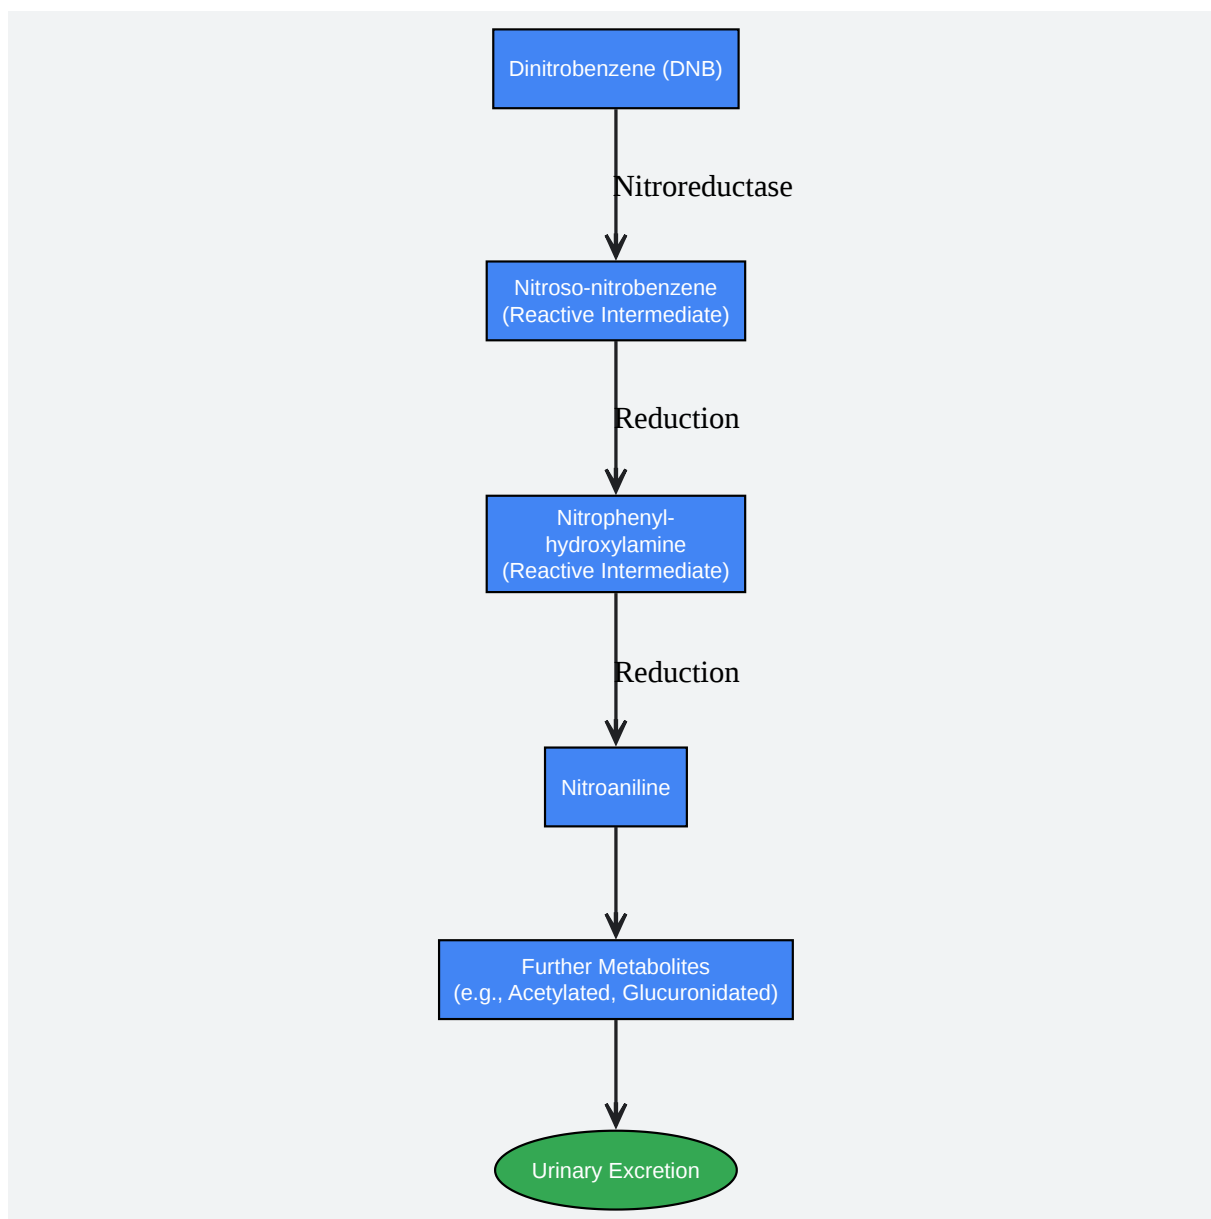 Dinitrobenzene (DNB)
Nitroreductase
Nitroso-nitrobenzene
(Reactive Intermediate)
Reduction
Nitrophenyl-
hydroxylamine
(Reactive Intermediate)
Reduction
Nitroaniline
Further Metabolites
(e.g., Acetylated, Glucuronidated)
Urinary Excretion